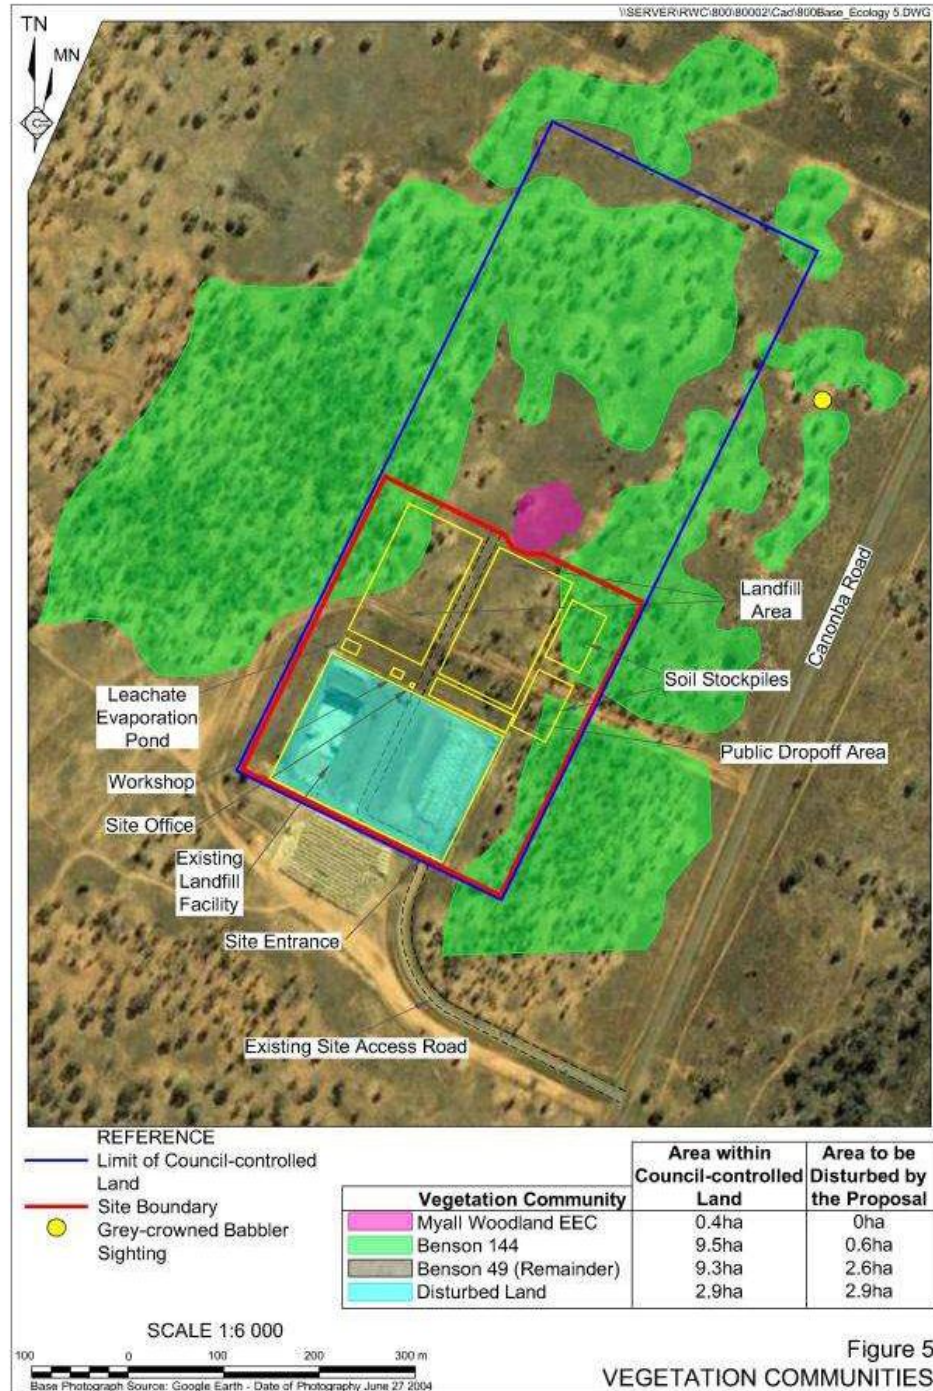 \\SERVER\RWC\800\80002\Cad\800Base_Ecology 5.DWG
TN
MN
Canonba Road
Landfill
Area
Soil Stockpiles
Public Dropoff Area
Leachate
Evaporation
Pond
Workshop
Site Office
Existing
Landfill
Facility
Site Entrance
Existing Site Access Road
REFERENCE
Limit of Council-controlled
Land
Site Boundary
Grey-crowned Babbler
Sighting
Vegetation Community
Area within
Council-controlled
Land
Area to be
Disturbed by
the Proposal
Myall Woodland EEC 0.4ha 0ha
Benson 144 9.5ha 0.6ha
Benson 49 (Remainder) 9.3ha 2.6ha
Disturbed Land 2.9ha 2.9ha
SCALE 1:6 000
100 0 100 200 300 m
Base Photograph Source: Google Earth - Date of Photography June 27 2004
Figure 5
VEGETATION COMMUNITIES